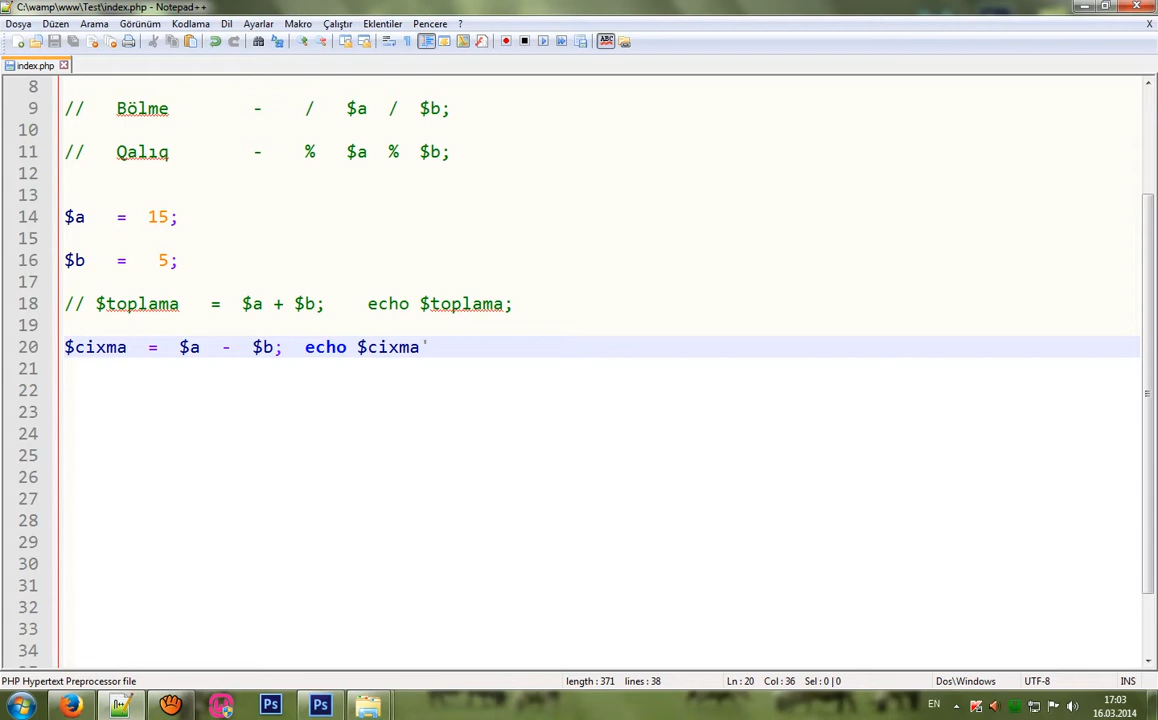 C:\wamp\www\Test\index.php - Notepad++
Dosya Düzen Arama Görünüm Kodlama Dil Ayarlar Makro Çalıştır Eklentiler Pencere ? X
index.php
8
9 // Bölme - / $a / $b;
10
11 // Qalıq - % $a % $b;
12
13
14 $a = 15;
15
16 $b = 5;
17
18 // $toplama = $a + $b; echo $toplama;
19
20 $cixma = $a - $b; echo $cixma'
21
22
23
24
25
26
27
28
29
30
31
32
33
34
PHP Hypertext Preprocessor file length : 371 lines : 38 Ln : 20 Col : 36 Sel : 0 | 0 Dos\Windows UTF-8 INS
Ps Ps EN 17:03
16.03.2014